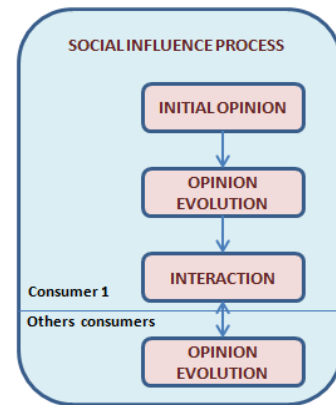 SOCIAL INFLUENCE PROCESS
INITIAL OPINION
OPINION
EVOLUTION
INTERACTION
Consumer 1
Others consumers
OPINION
EVOLUTION